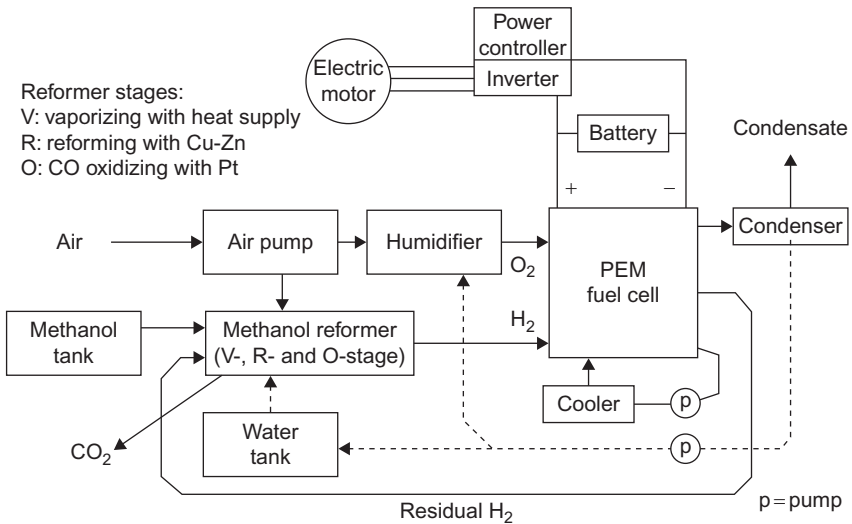 Power
controller
Inverter
Electric
motor
Reformer stages:
V: vaporizing with heat supply
R: reforming with Cu-Zn
O: CO oxidizing with Pt
Battery
+
−
Condensate
Air
Air pump
Humidifier
O2
PEM
fuel cell
Condenser
Methanol
tank
Methanol reformer
(V-, R- and O-stage)
H2
Cooler
p
CO2
Water
tank
p
Residual H2
p=pump